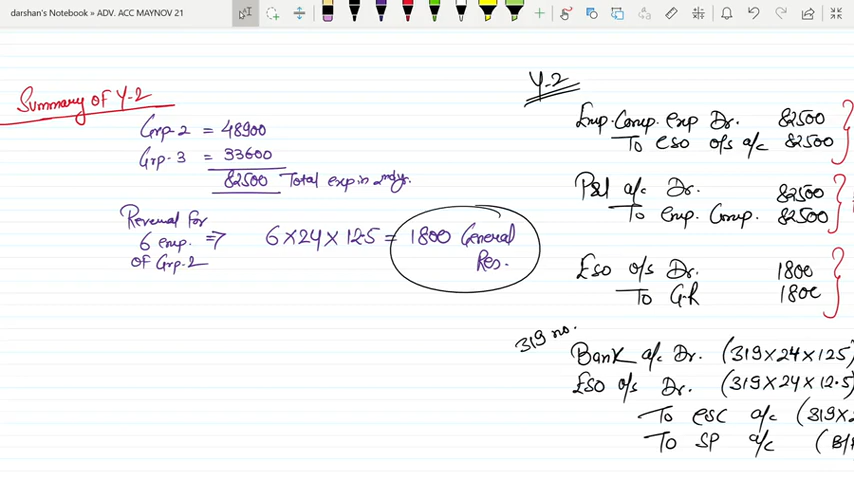 darshan's Notebook » ADV. ACC MAYNOV 21
Summary of Y-2
Grp-2 = 48900
Grp-3 = 33600
82500 Total exp in 2nd yr.
Reversal for
6 emp. ⇒ 6×24×12.5 = 1800 General
of Grp-2 Res.
Y-2
Emp. Comp. exp Dr. 82500
To ESO o/s a/c 82500
P&l a/c Dr. 82500
To emp. Comp. 82500
ESO o/s Dr. 1800
To G.R 1800
319 no.
Bank a/c Dr. (319×24×125)
ESO o/s Dr. (319×24×12.5)
To ESC a/c (319×2
To SP a/c (B/